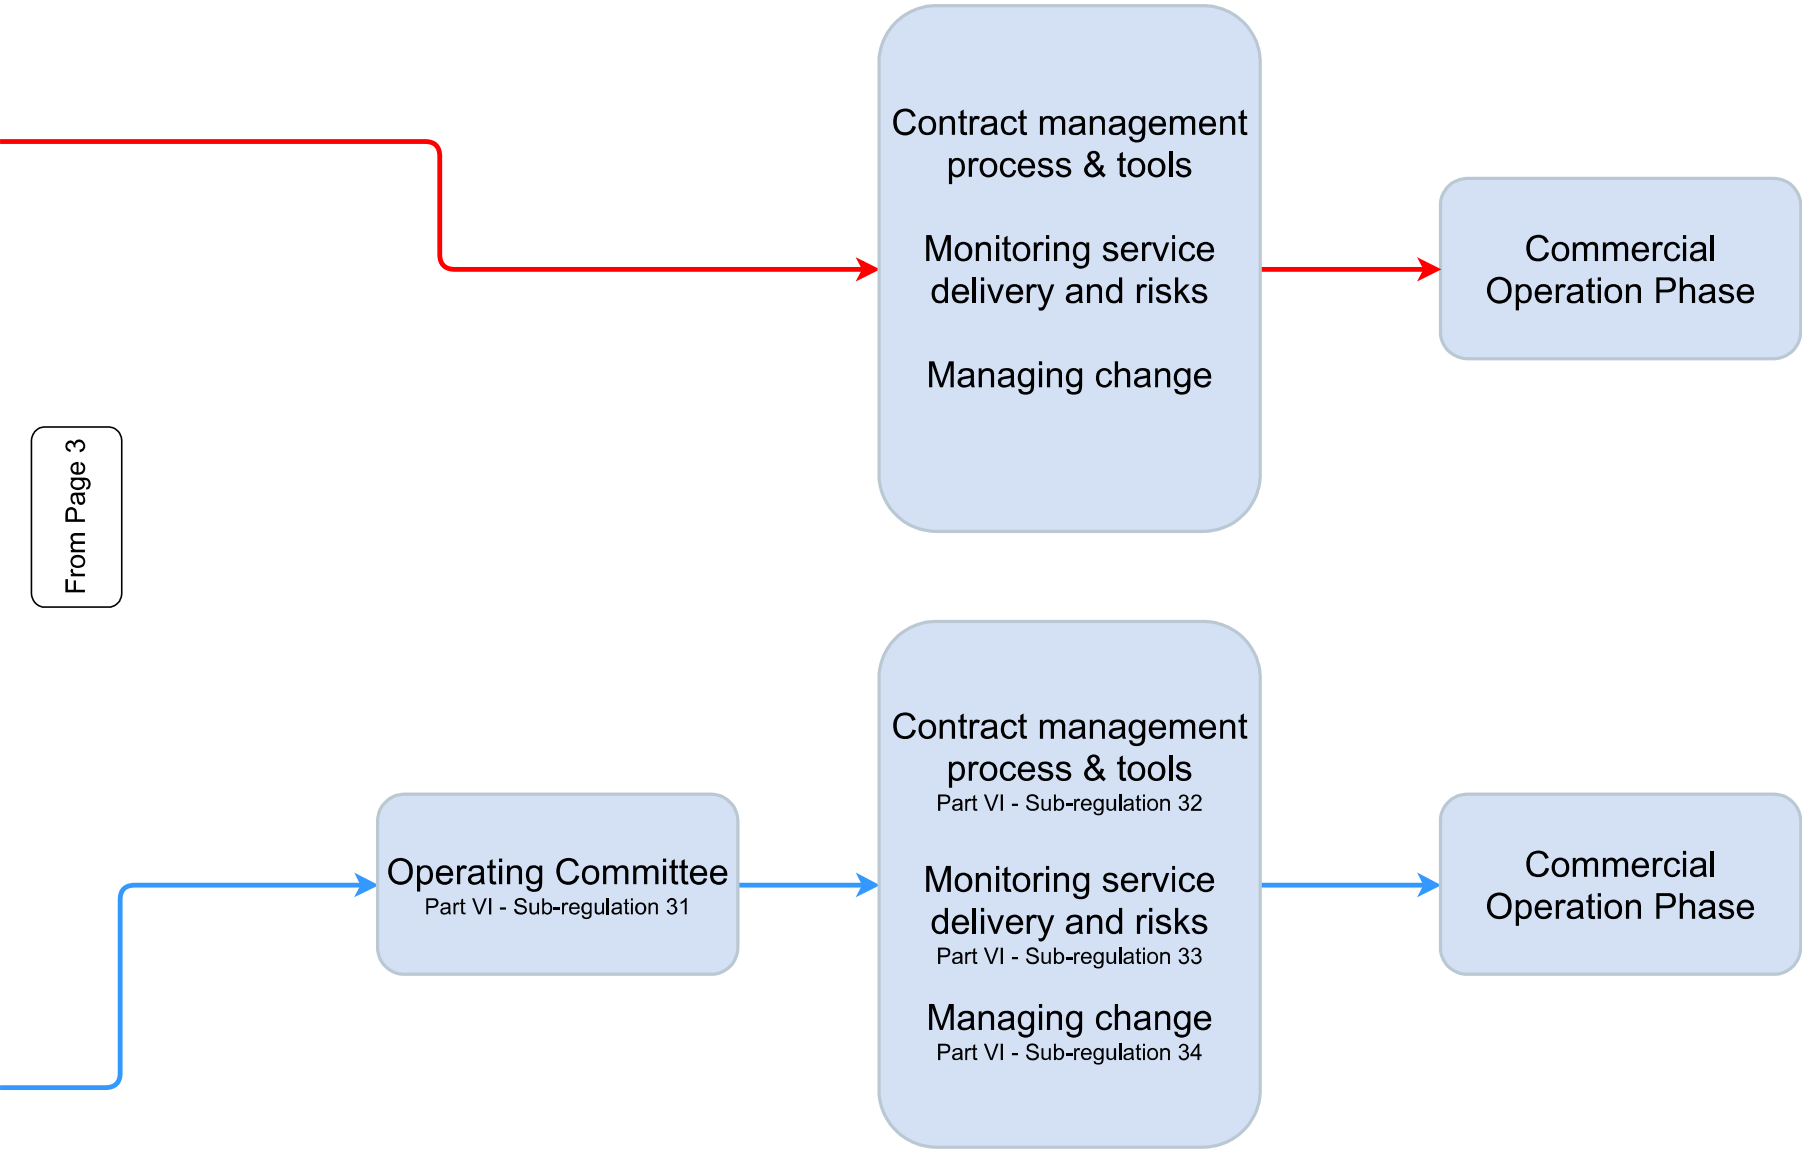 Contract management
process & tools
Monitoring service
delivery and risks
Managing change
Commercial
Operation Phase
From Page 3
Operating Committee
Part VI - Sub-regulation 31
Contract management
process & tools
Part VI - Sub-regulation 32
Monitoring service
delivery and risks
Part VI - Sub-regulation 33
Managing change
Part VI - Sub-regulation 34
Commercial
Operation Phase